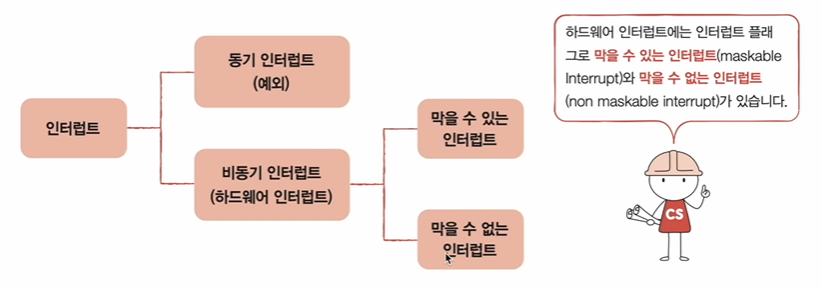 인터럽트
동기 인터럽트
(예외)
비동기 인터럽트
(하드웨어 인터럽트)
막을 수 있는
인터럽트
막을 수 없는
인터럽트
하드웨어 인터럽트에는 인터럽트 플래
그로 막을 수 있는 인터럽트(maskable
Interrupt)와 막을 수 없는 인터럽트
(non maskable interrupt)가 있습니다.
CS